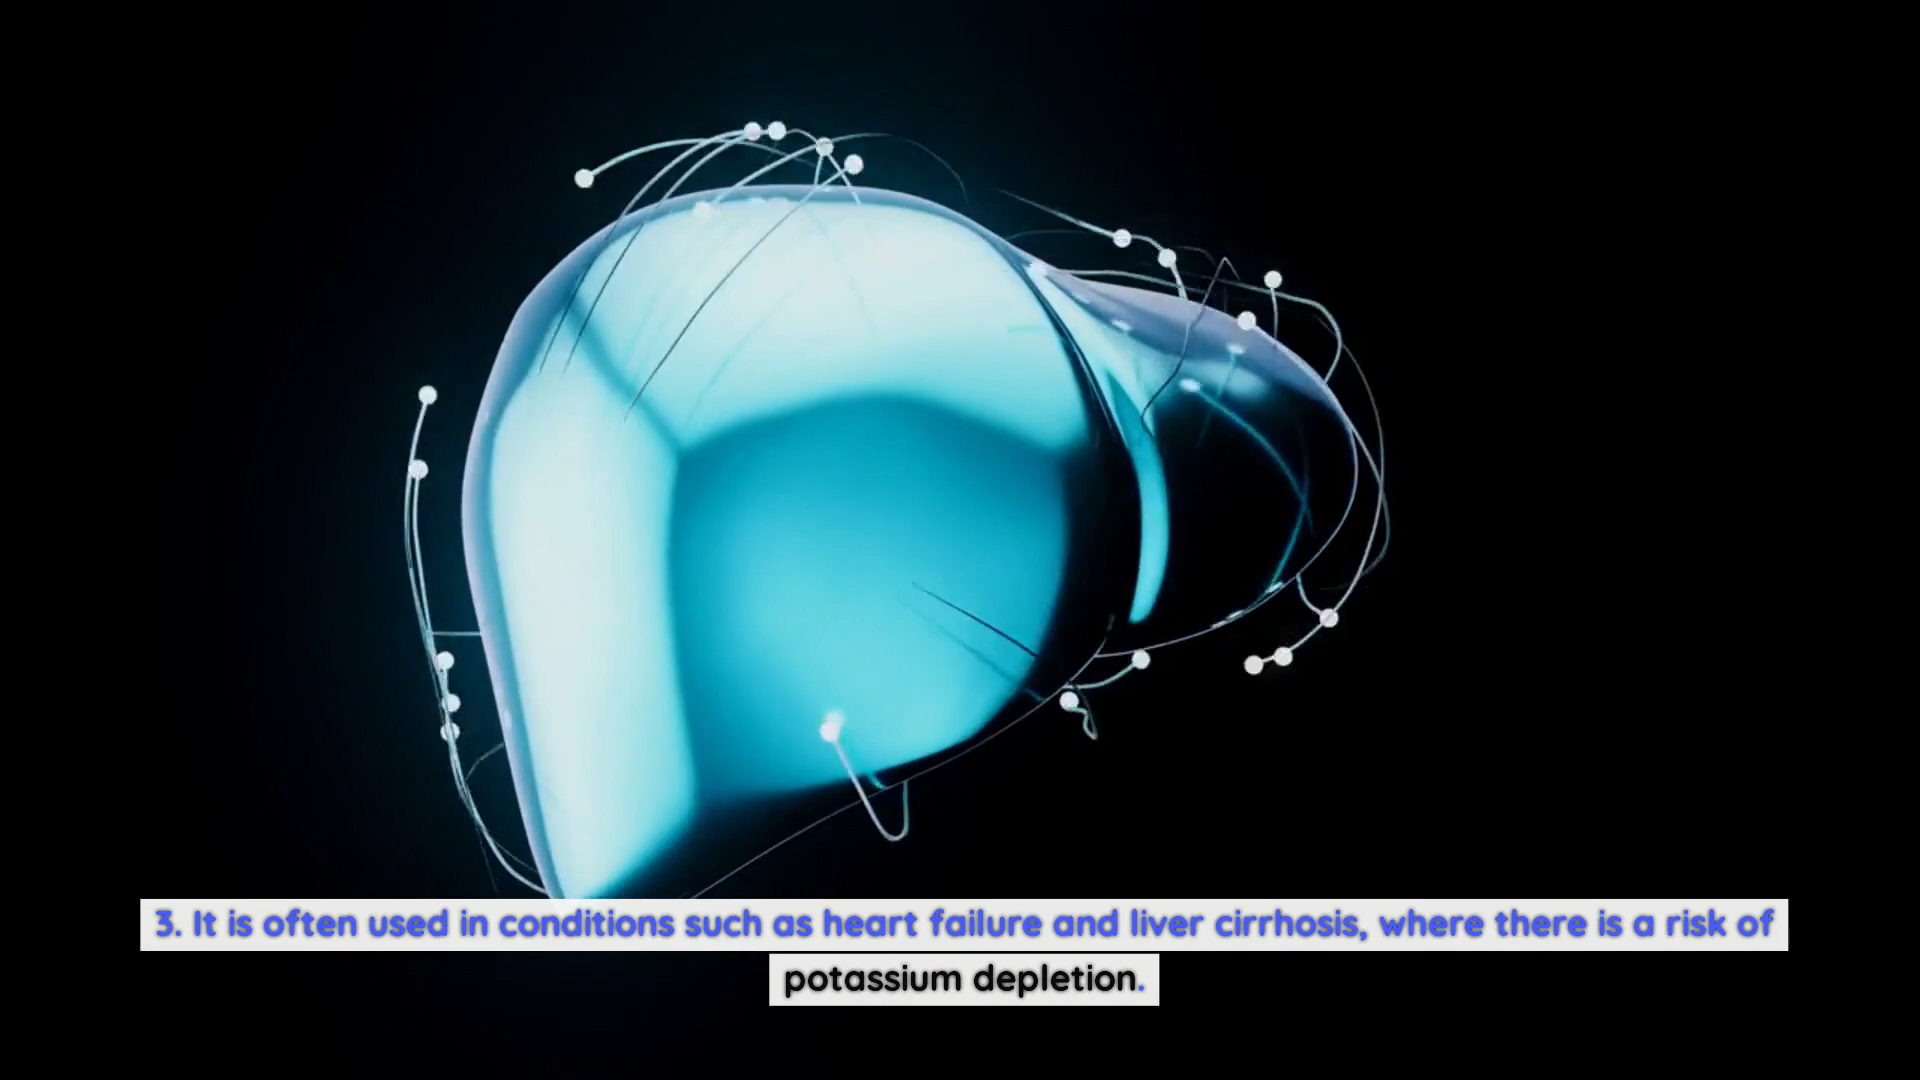 3. It is often used in conditions such as heart failure and liver cirrhosis, where there is a risk of
potassium depletion.